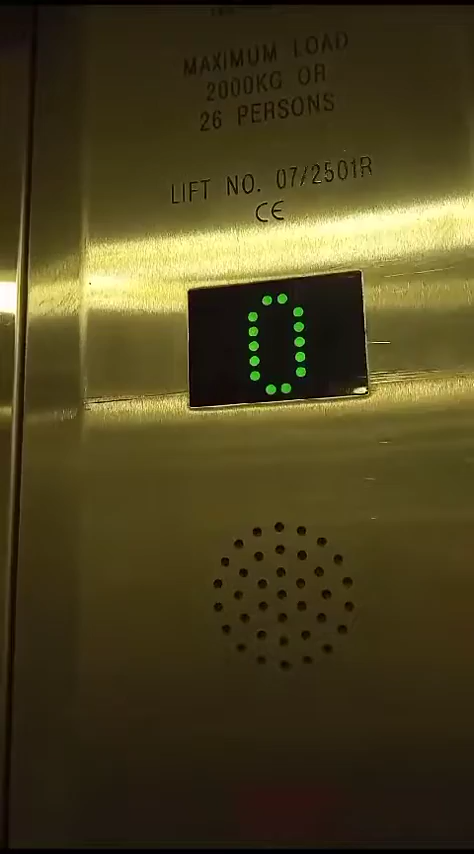 MAXIMUM LOAD
2000KG OR
26 PERSONS
LIFT NO. 07/2501R
CE
0